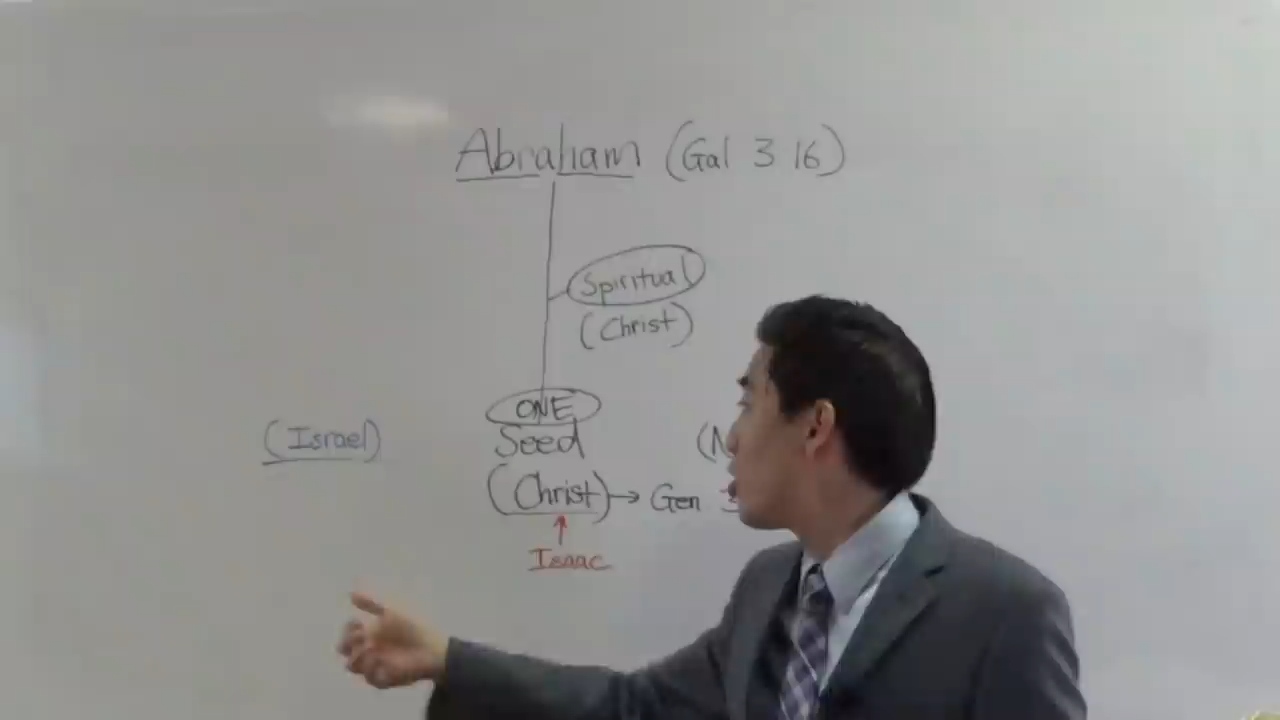 Abraham (Gal 3 16)
Spiritual
(Christ)
ONE
(Israel) Seed
(Christ) → Gen
Isaac